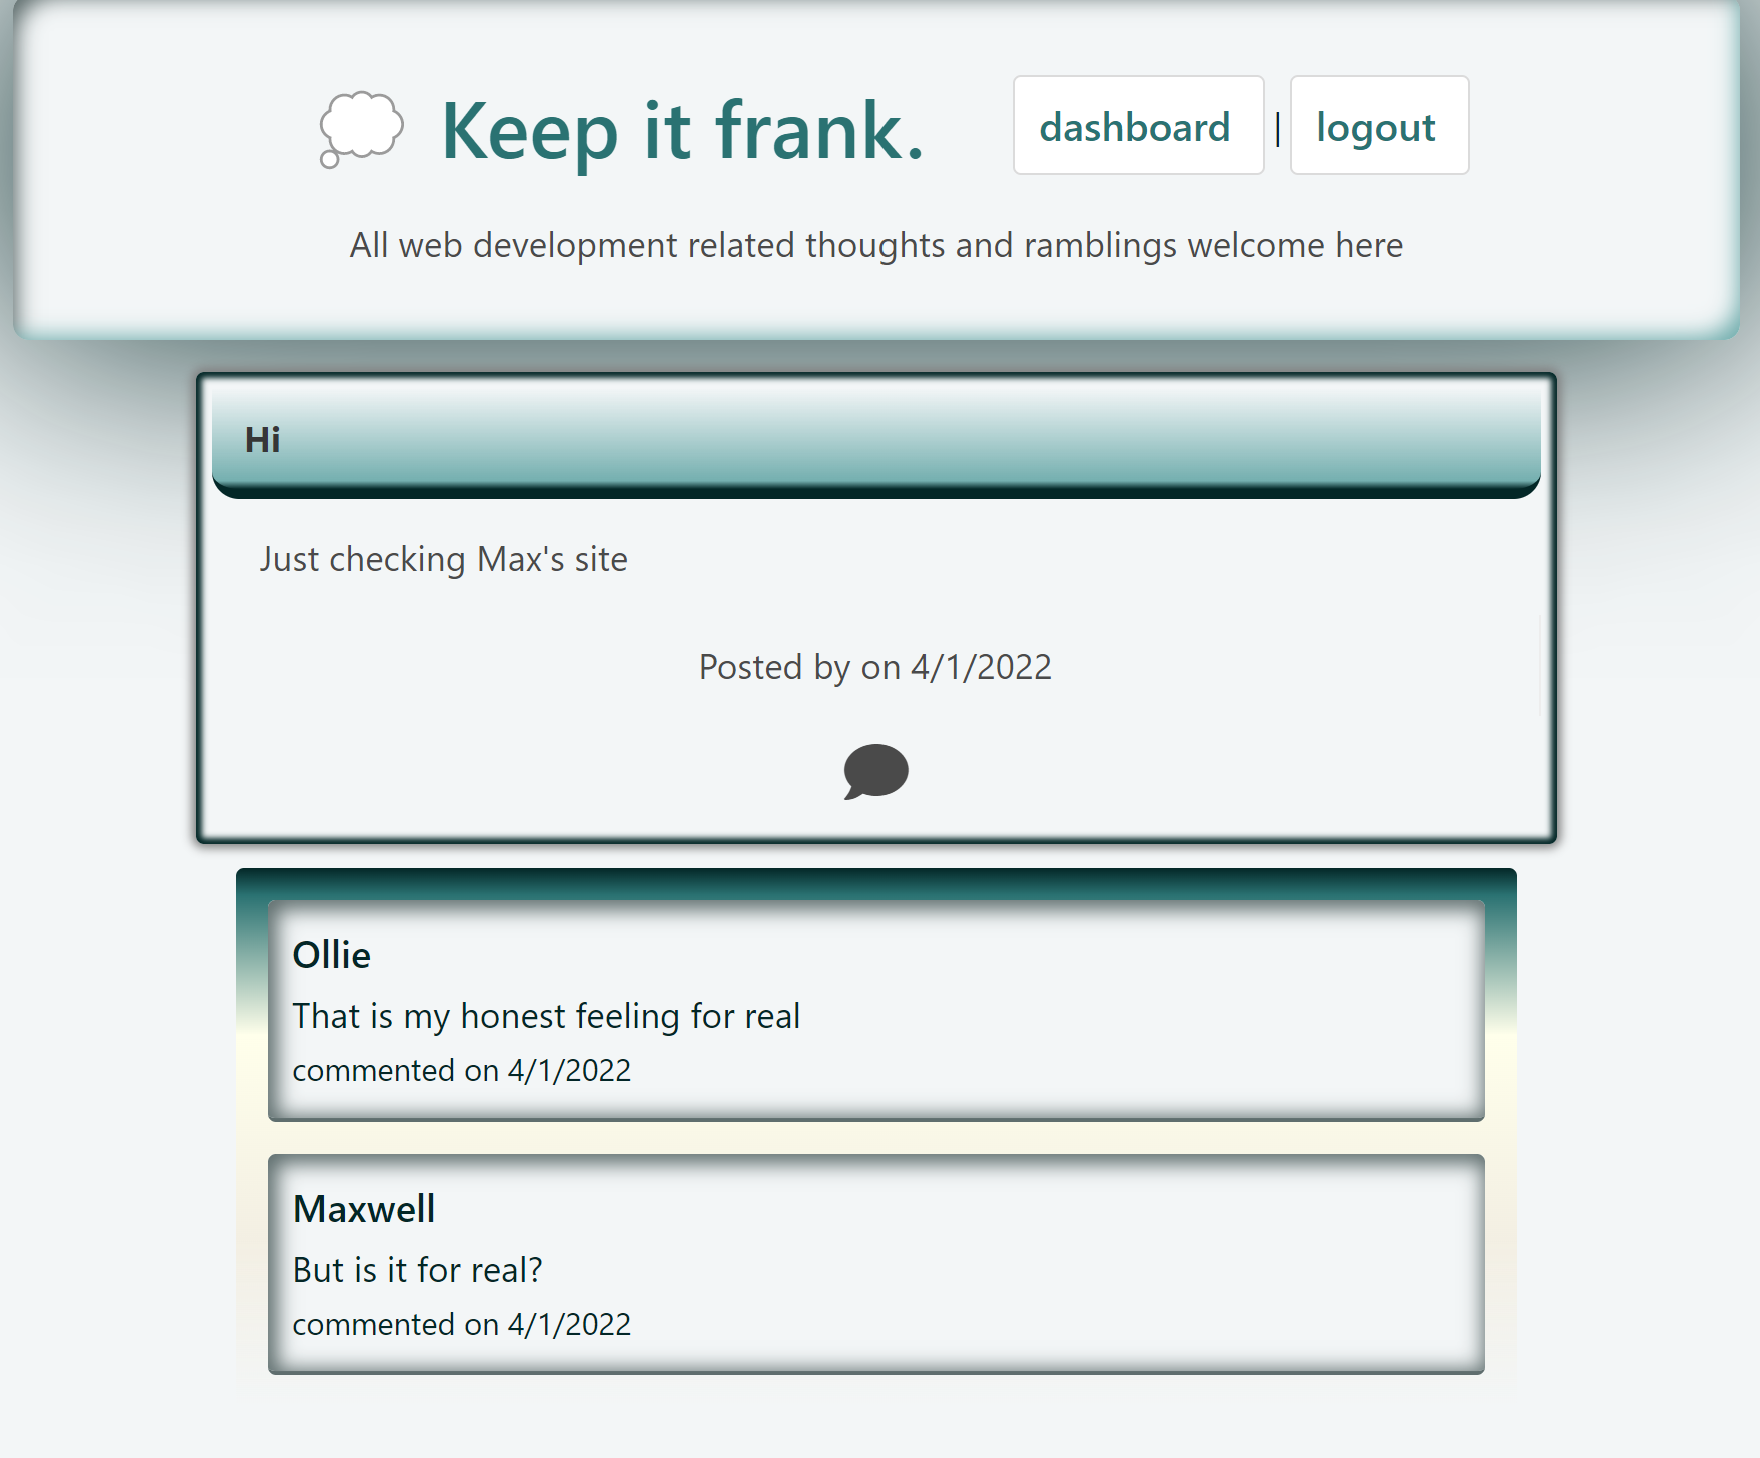 Keep it frank.
dashboard | logout
All web development related thoughts and ramblings welcome here
Hi
Just checking Max's site
Posted by on 4/1/2022
Ollie
That is my honest feeling for real
commented on 4/1/2022
Maxwell
But is it for real?
commented on 4/1/2022